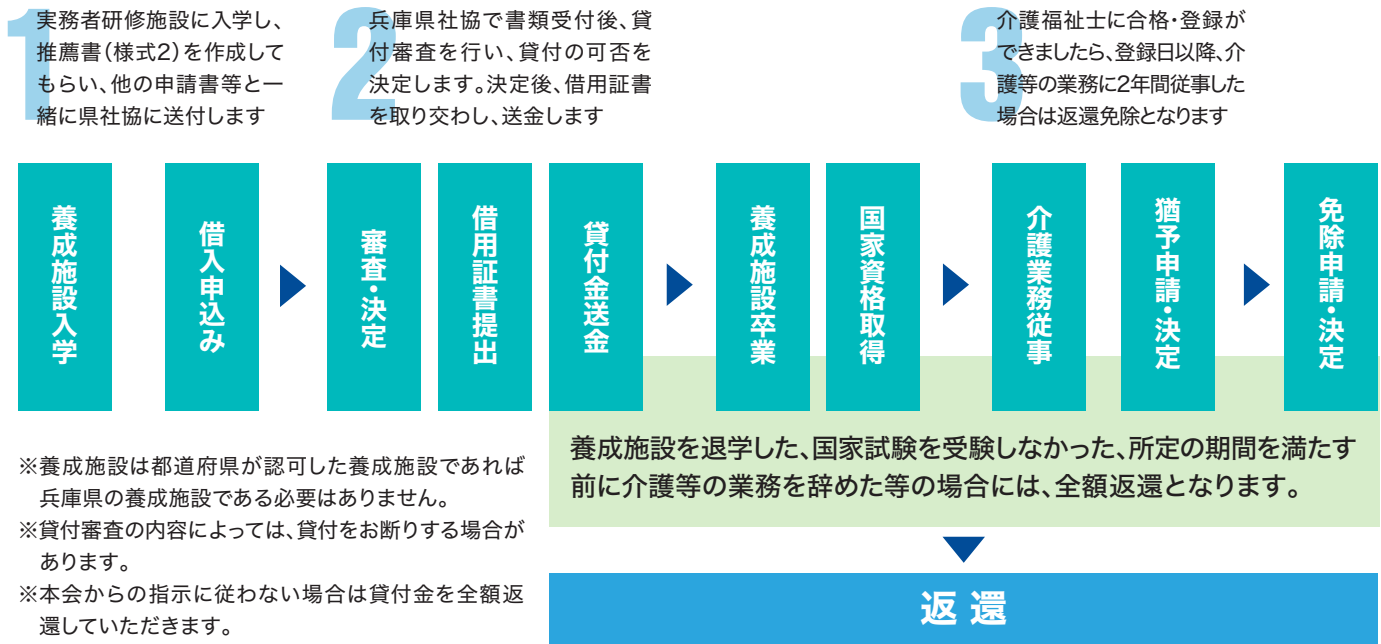 1
実務者研修施設に入学し、
推薦書(様式2)を作成して
もらい、他の申請書等と一
緒に県社協に送付します
2
兵庫県社協で書類受付後、貸
付審査を行い、貸付の可否を
決定します。決定後、借用証書
を取り交わし、送金します
3
介護福祉士に合格・登録が
できましたら、登録日以降、介
護等の業務に2年間従事した
場合は返還免除となります
養成施設入学
借入申込み
審査・決定
借用証書提出
貸付金送金
養成施設卒業
国家資格取得
介護業務従事
猶予申請・決定
免除申請・決定
※養成施設は都道府県が認可した養成施設であれば
兵庫県の養成施設である必要はありません。
※貸付審査の内容によっては、貸付をお断りする場合が
あります。
※本会からの指示に従わない場合は貸付金を全額返
還していただきます。
養成施設を退学した、国家試験を受験しなかった、所定の期間を満たす
前に介護等の業務を辞めた等の場合には、全額返還となります。
返還